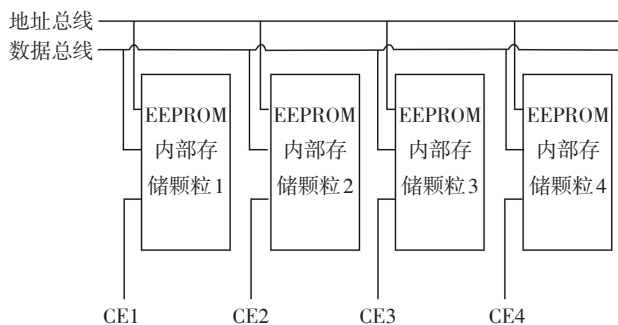 地址总线
数据总线
EEPROM
内部存
储颗粒1
EEPROM
内部存
储颗粒2
EEPROM
内部存
储颗粒3
EEPROM
内部存
储颗粒4
CE1
CE2
CE3
CE4